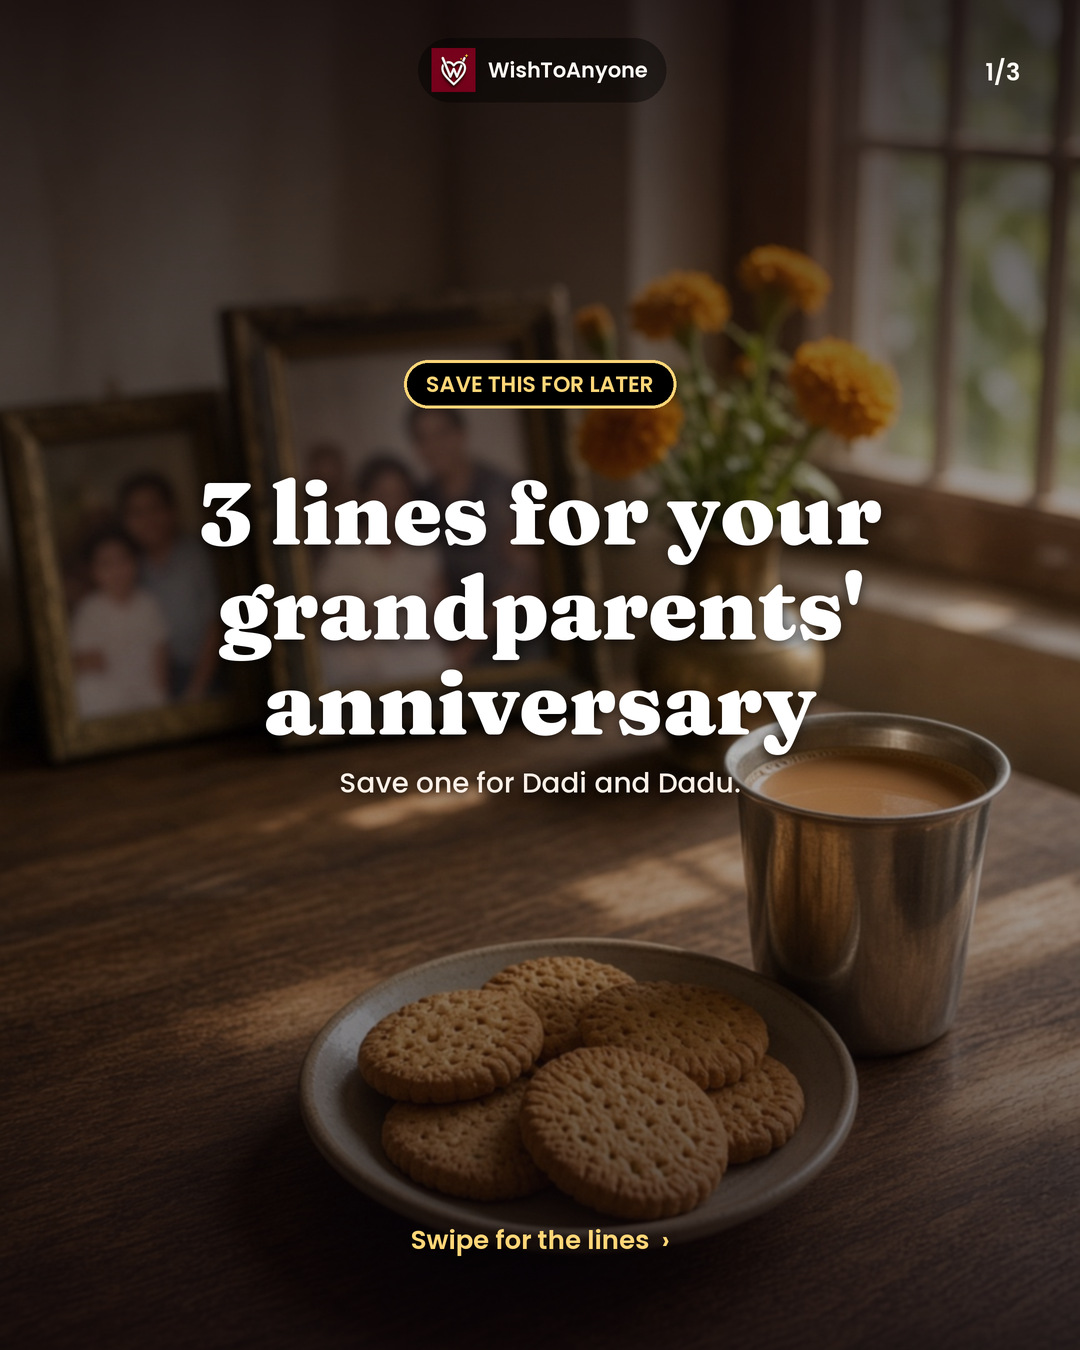 WishToAnyone
1/3
SAVE THIS FOR LATER
3 lines for your
grandparents'
anniversary
Save one for Dadi and Dadu.
Swipe for the lines ›